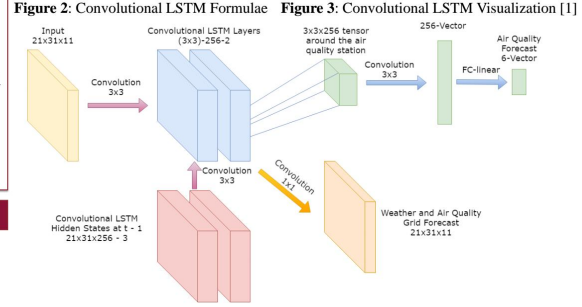 Figure 2: Convolutional LSTM Formulae
Figure 3: Convolutional LSTM Visualization [1]
Input
21x31x11
Convolution
3x3
Convolutional LSTM Layers
(3x3)-256-2
3x3x256 tensor
around the air
quality station
Convolution
3x3
256-Vector
FC-linear
Air Quality
Forecast
6-Vector
Convolution
3x3
Convolution
1x1
Convolutional LSTM
Hidden States at t - 1
21x31x256 - 3
Weather and Air Quality
Grid Forecast
21x31x11